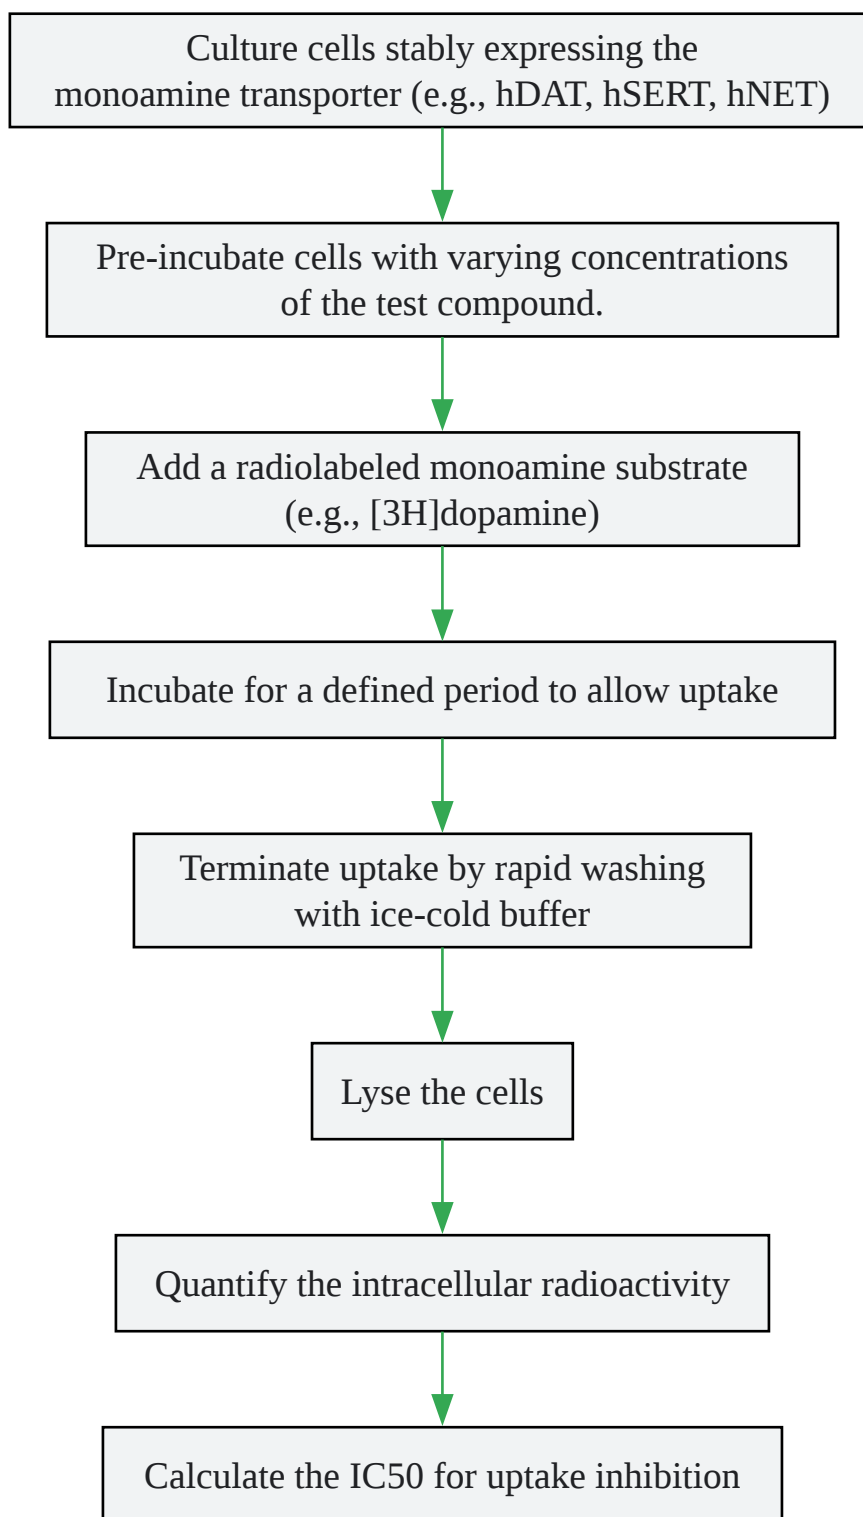 Culture cells stably expressing the
monoamine transporter (e.g., hDAT, hSERT, hNET)
Pre-incubate cells with varying concentrations
of the test compound.
Add a radiolabeled monoamine substrate
(e.g., [3H]dopamine)
Incubate for a defined period to allow uptake
Terminate uptake by rapid washing
with ice-cold buffer
Lyse the cells
Quantify the intracellular radioactivity
Calculate the IC50 for uptake inhibition